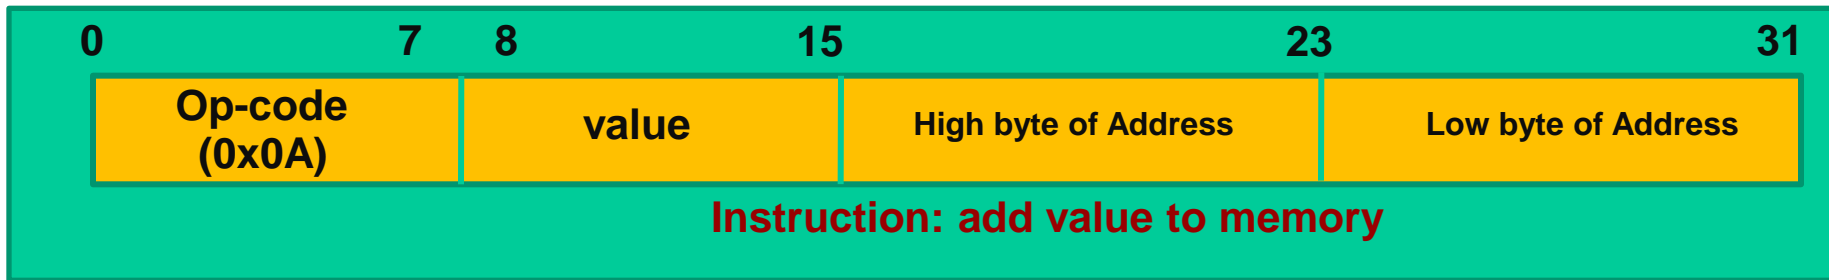 0 7 8 15 23 31
Op-code
(0x0A)
value
High byte of Address
Low byte of Address
Instruction: add value to memory